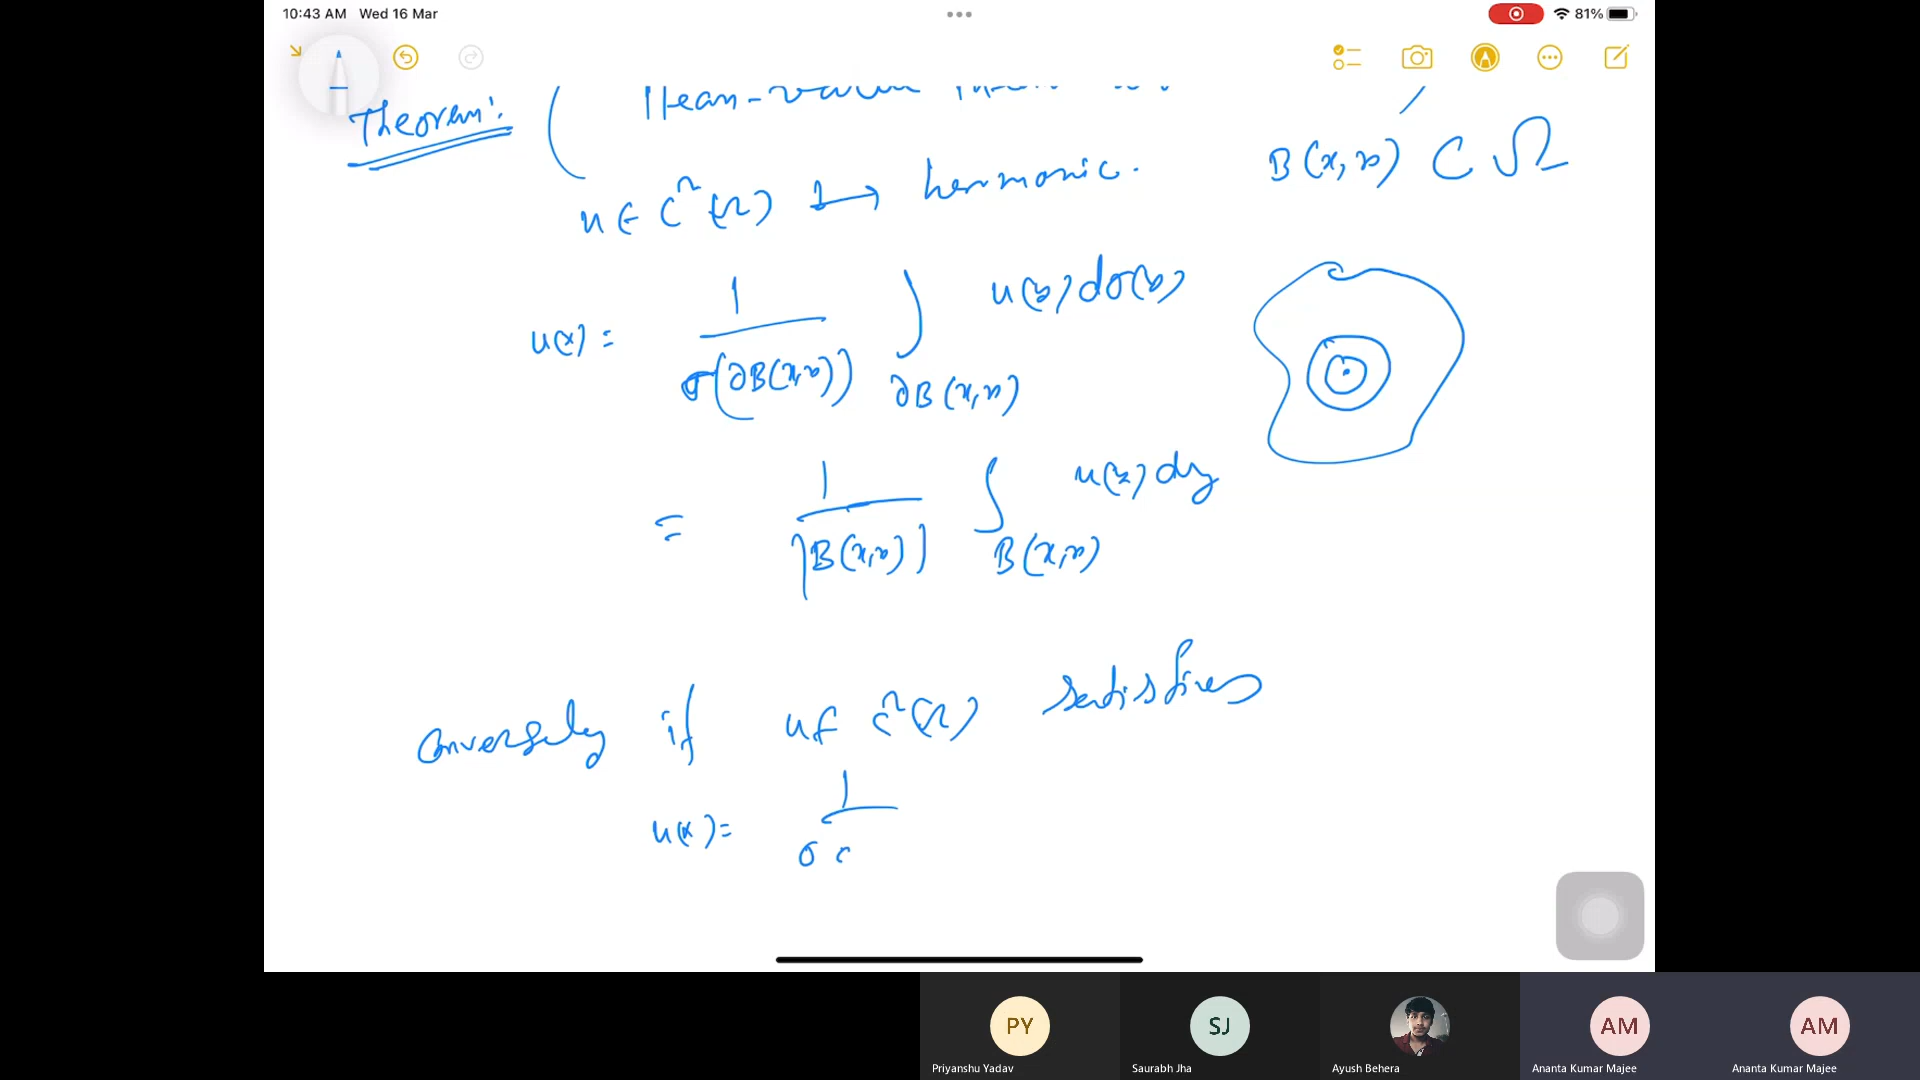 10:43 AM Wed 16 Mar
81%
Theorem: ( Mean-value
u ∈ C²(Ω) ↦ harmonic. B(x,r) ⊂ Ω
u(x) = 1/σ(∂B(x,r)) ∫_{∂B(x,r)} u(y) dσ(y)
= 1/|B(x,r)| ∫_{B(x,r)} u(y) dy
Conversely if u ∈ C²(Ω) satisfies
u(x) = 1/σ(
PY
SJ
AM
AM
Priyanshu Yadav
Saurabh Jha
Ayush Behera
Ananta Kumar Majee
Ananta Kumar Majee